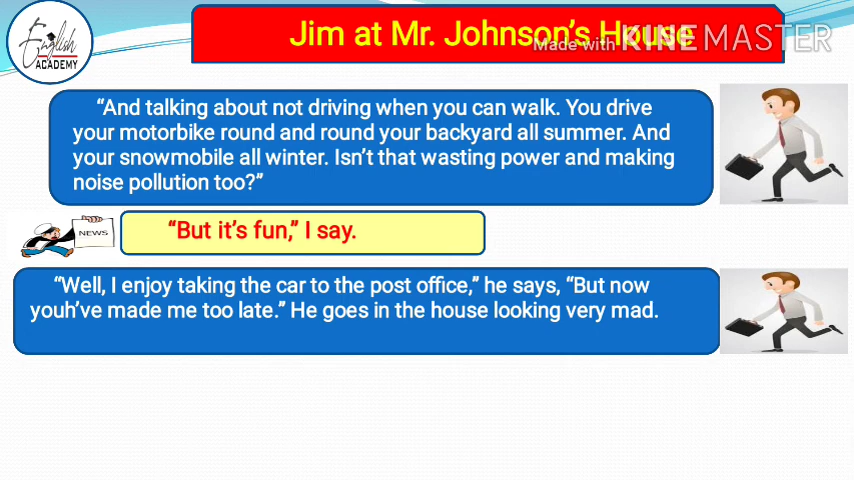 English
ACADEMY
Jim at Mr. Johnson's House
Made with KINEMASTER
“And talking about not driving when you can walk. You drive
your motorbike round and round your backyard all summer. And
your snowmobile all winter. Isn't that wasting power and making
noise pollution too?”
NEWS
“But it's fun,” I say.
“Well, I enjoy taking the car to the post office,” he says, “But now
youh've made me too late.” He goes in the house looking very mad.